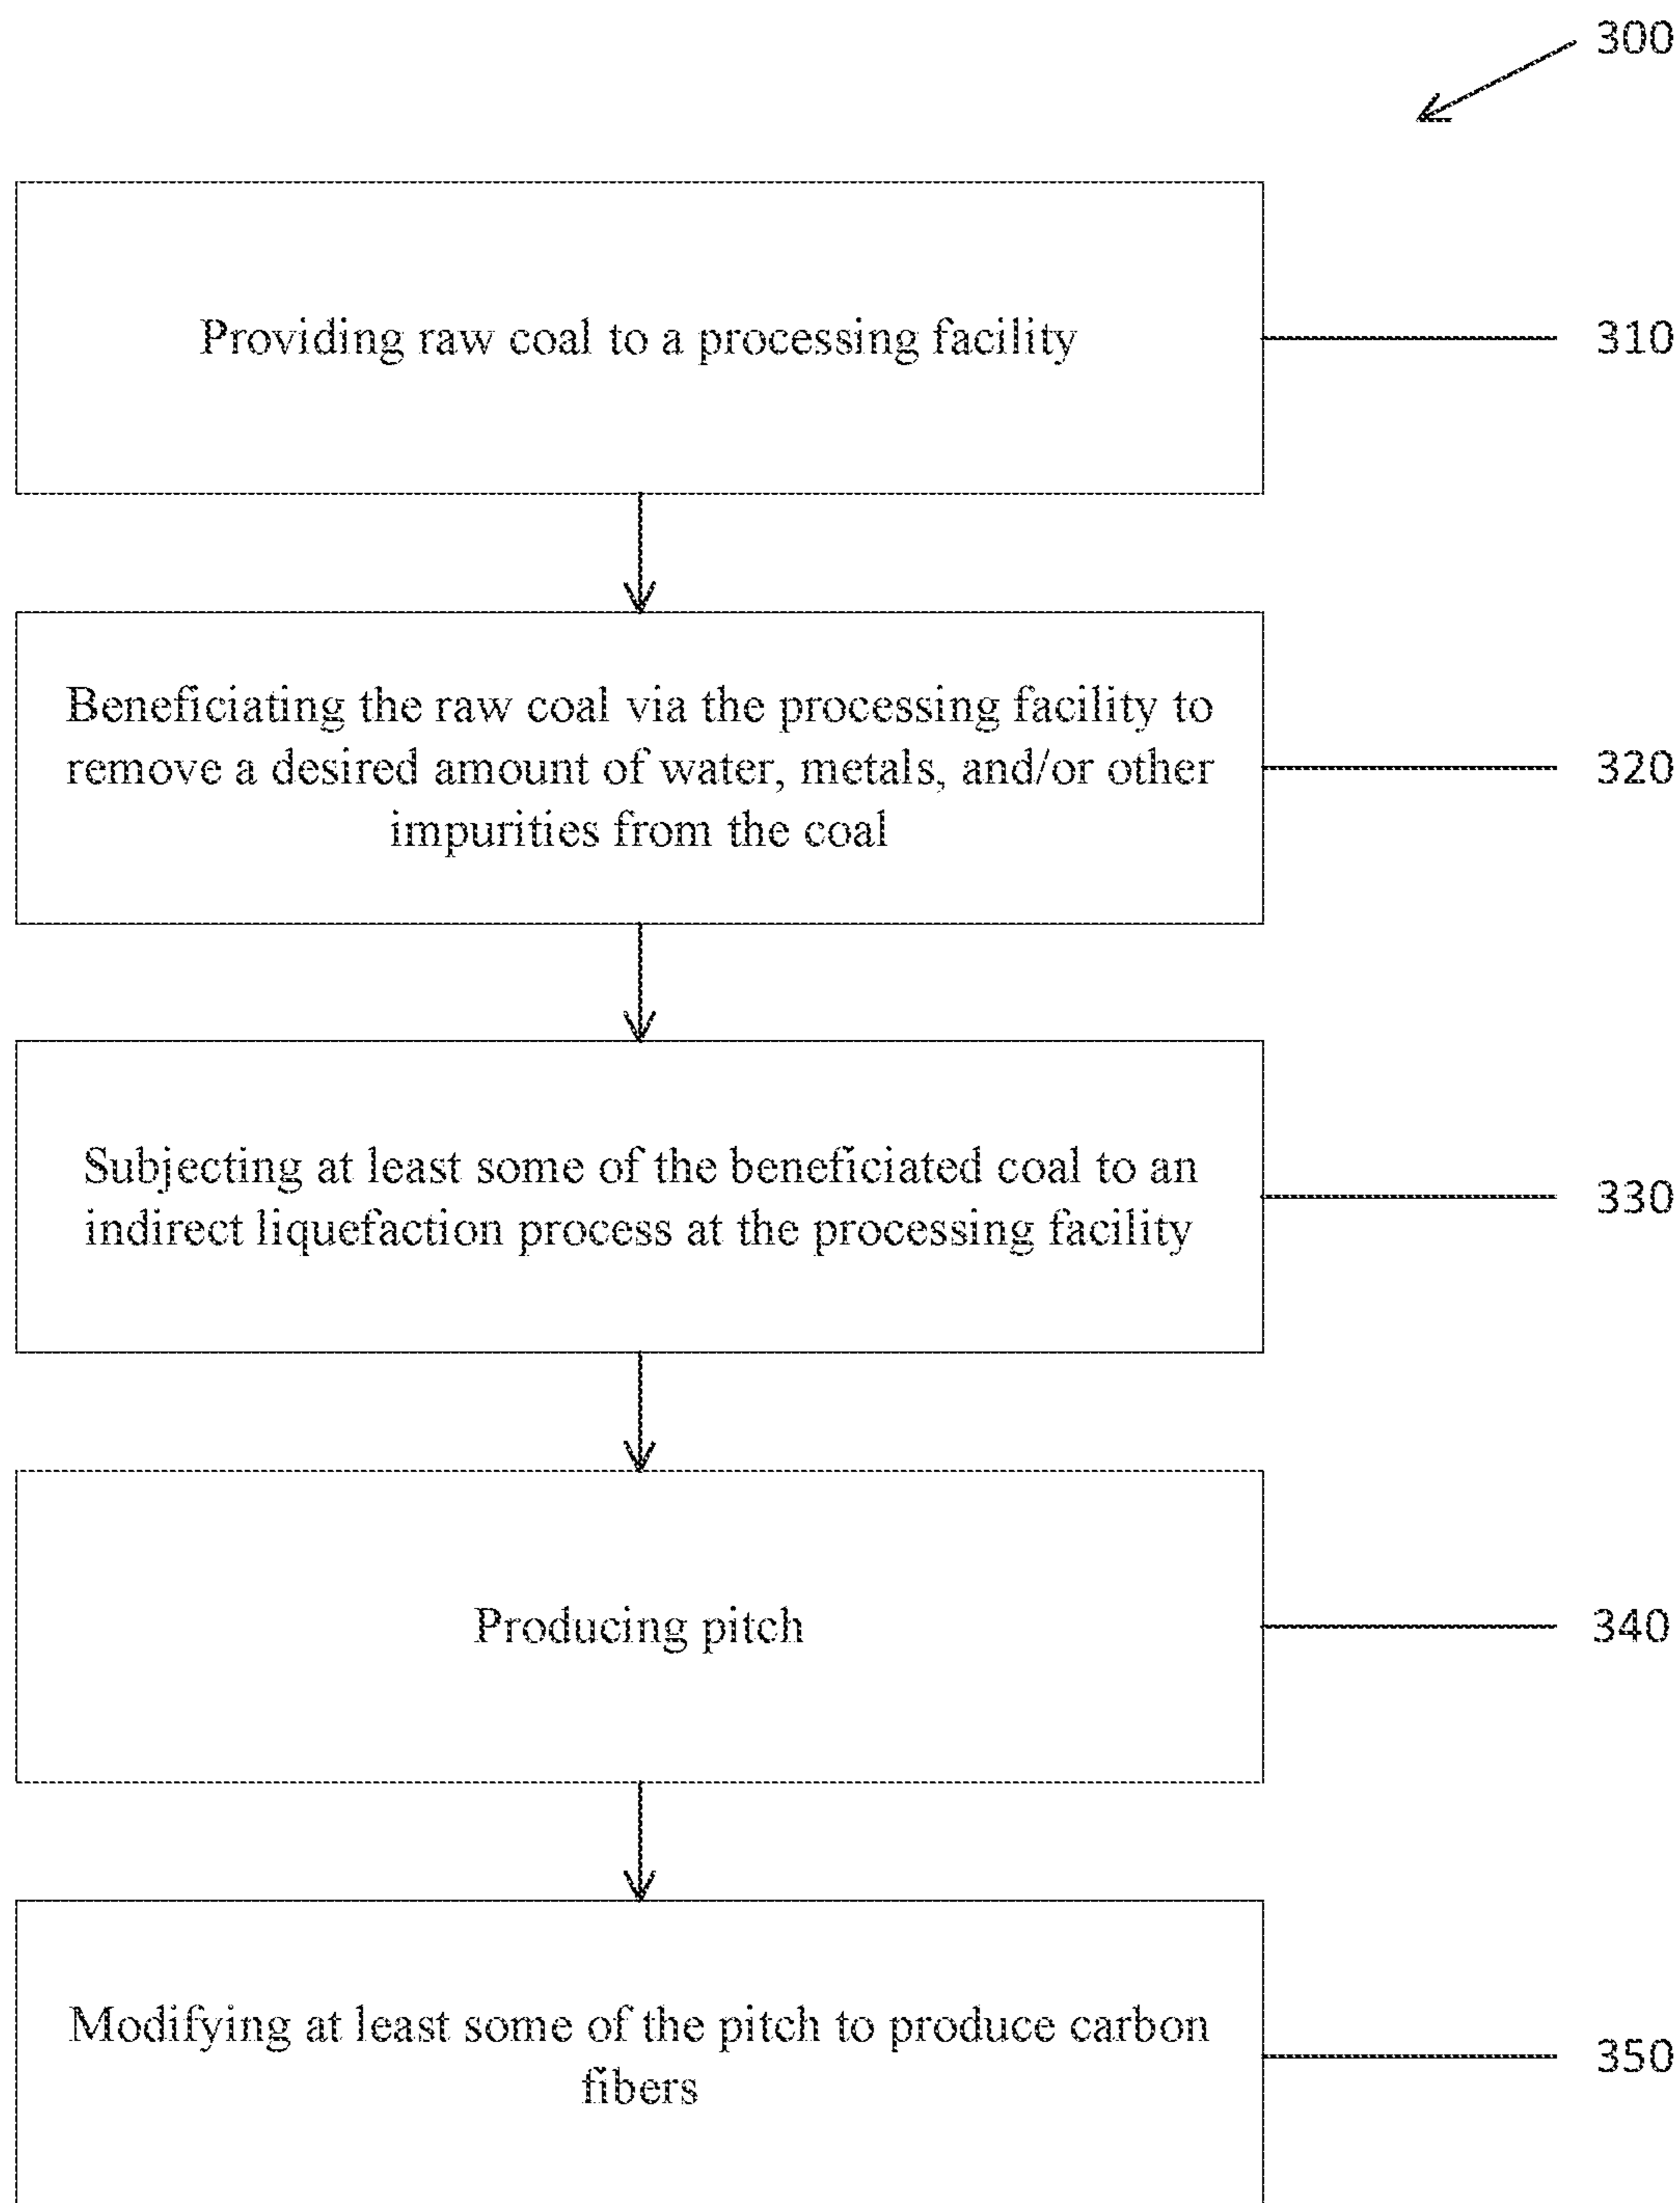 300
Providing raw coal to a processing facility
310
Beneficiating the raw coal via the processing facility to
remove a desired amount of water, metals, and/or other
impurities from the coal
320
Subjecting at least some of the beneficiated coal to an
indirect liquefaction process at the processing facility
330
Producing pitch
340
Modifying at least some of the pitch to produce carbon
fibers
350